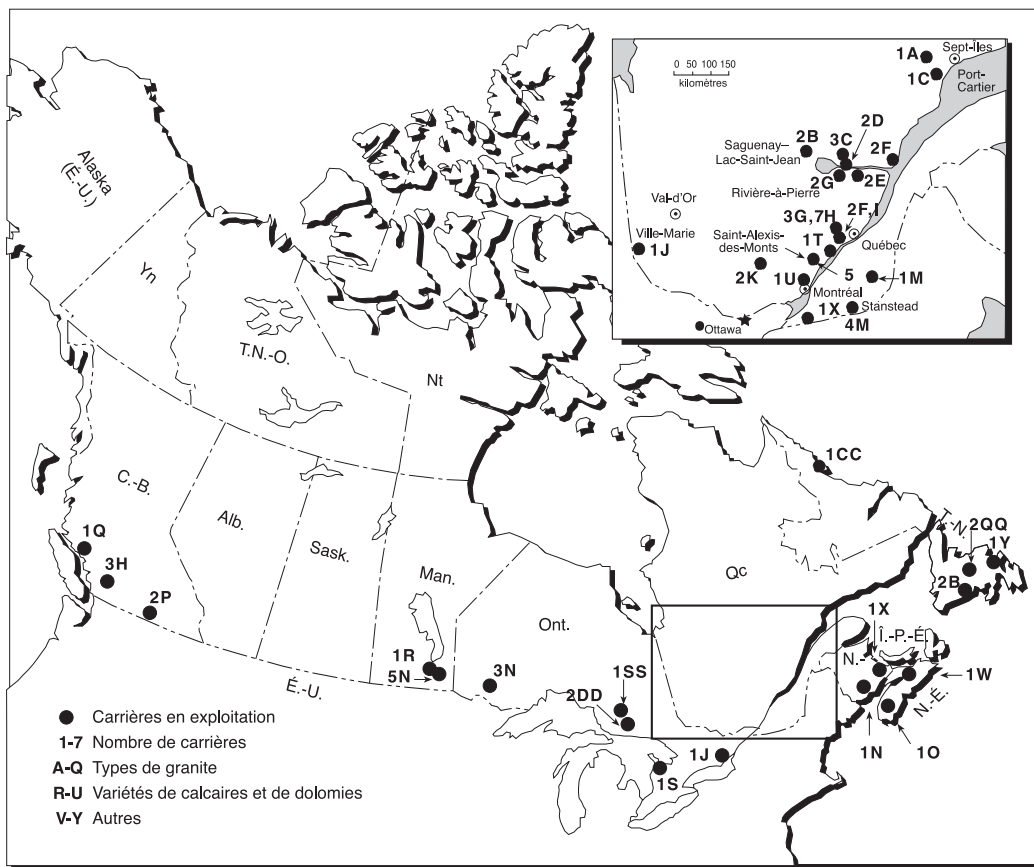 Alaska
(É.-U.)
Yn
T.N.-O.
Nt
C.-B.
Alb.
Sask.
Man.
Ont.
Qc
T.-N.
Î.-P.-É.
N.-
N.-É.
É.-U.
1Q
3H
2P
1R
5N
3N
1SS
2DD
1S
1J
1CC
2QQ
1Y
2B
1X
1W
1N
1O
0 50 100 150
kilomètres
1A
Sept-Îles
1C
Port-
Cartier
2B
3C
2D
2F
Saguenay–
Lac-Saint-Jean
2G
2E
Rivière-à-Pierre
Val-d'Or
3G,7H
2F,I
Ville-Marie
1J
Saint-Alexis-
des-Monts
1T
Québec
2K
5
1M
1U
Montréal
Stanstead
1X
4M
Ottawa
Carrières en exploitation
1-7 Nombre de carrières
A-Q Types de granite
R-U Variétés de calcaires et de dolomies
V-Y Autres